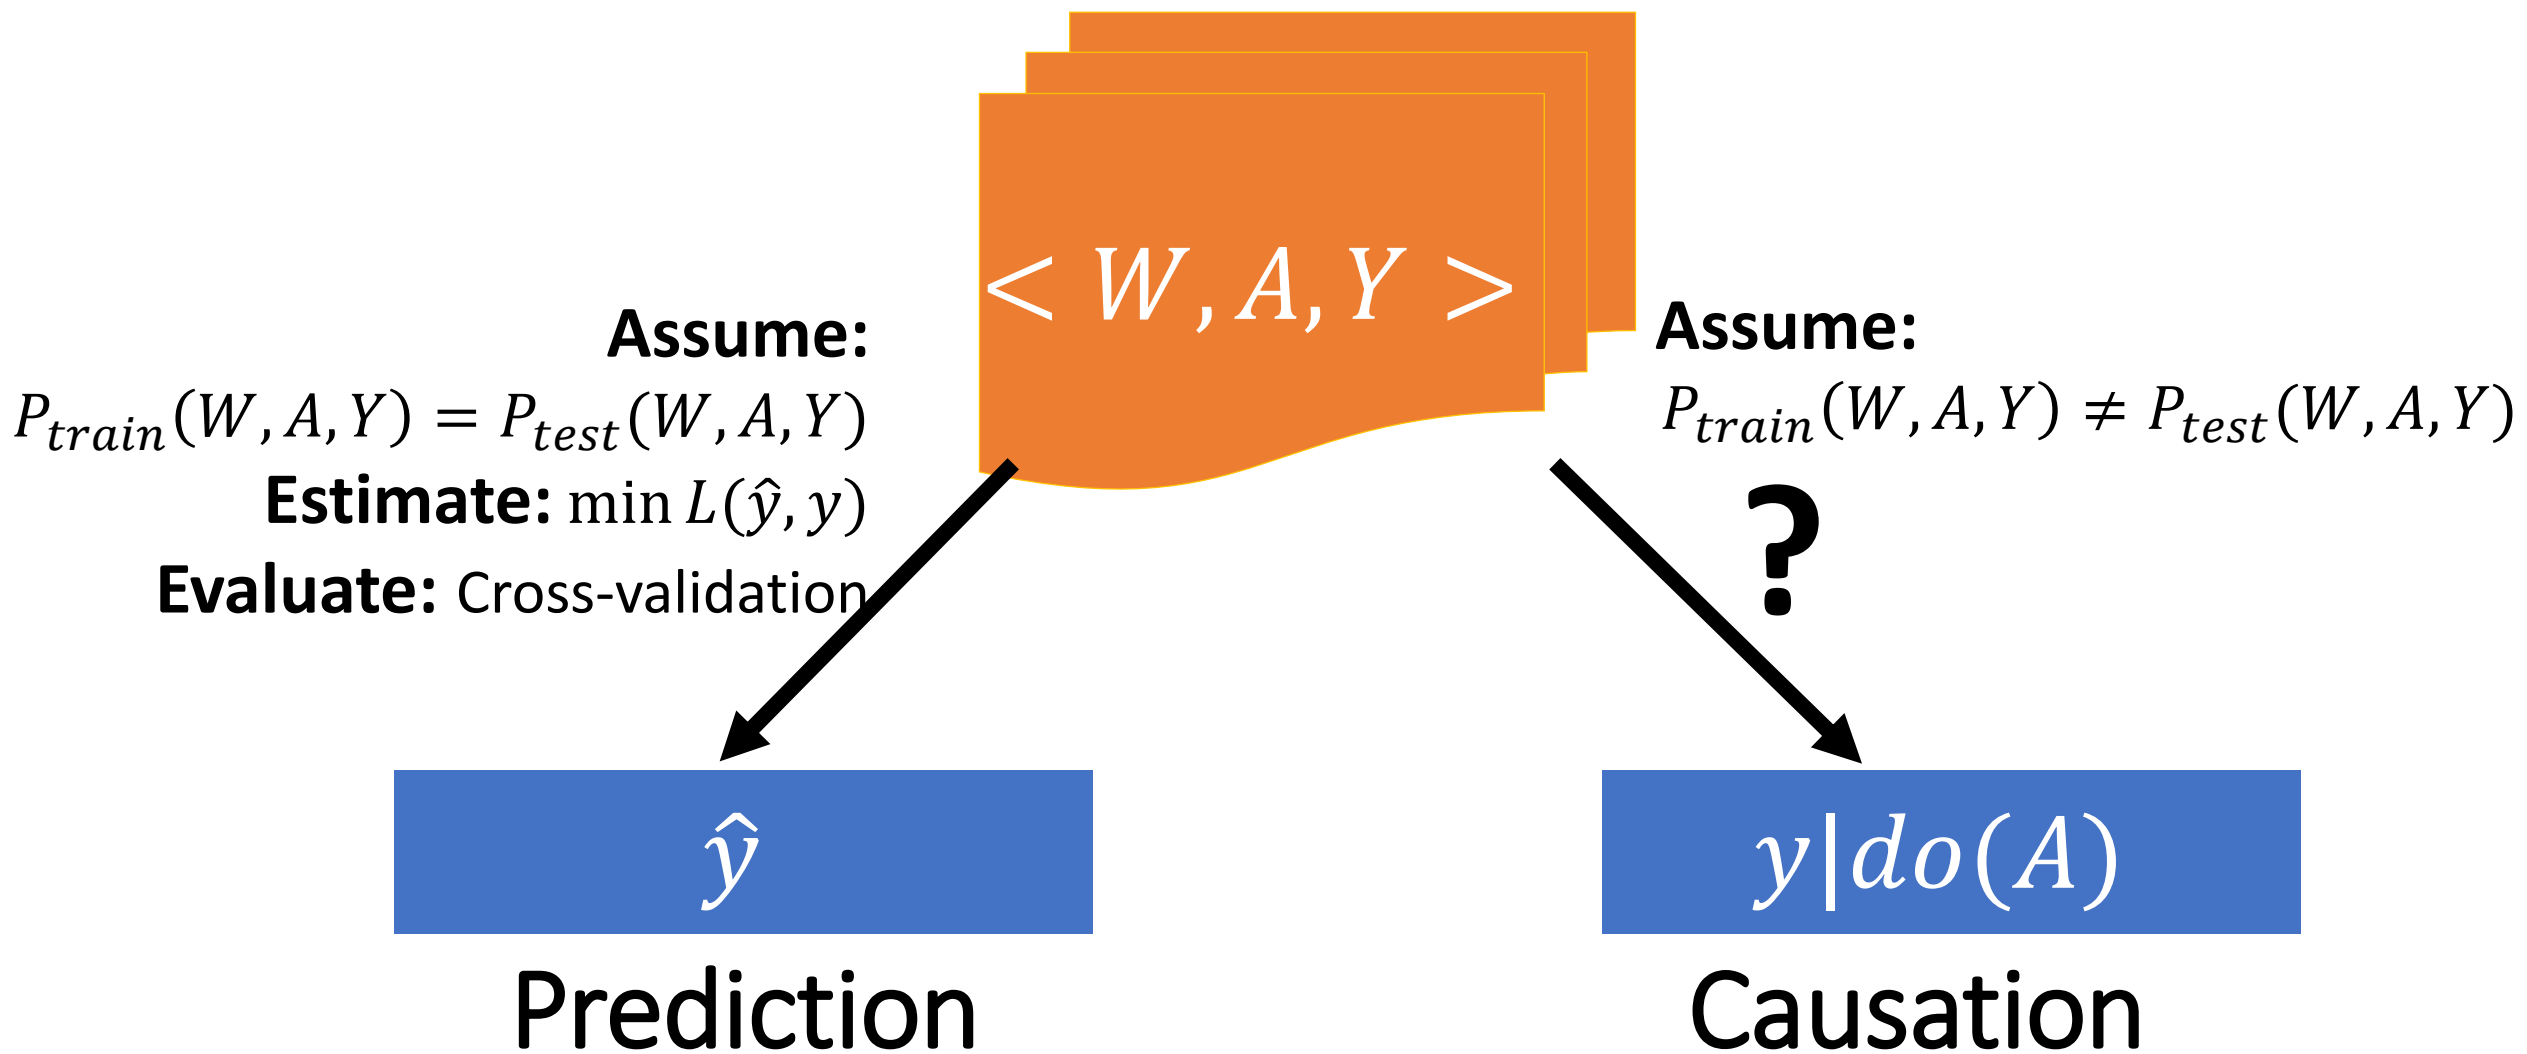 < W, A, Y >
Assume:
P_train(W, A, Y) = P_test(W, A, Y)
Estimate: min L(ŷ, y)
Evaluate: Cross-validation
Assume:
P_train(W, A, Y) ≠ P_test(W, A, Y)
?
ŷ
Prediction
y|do(A)
Causation